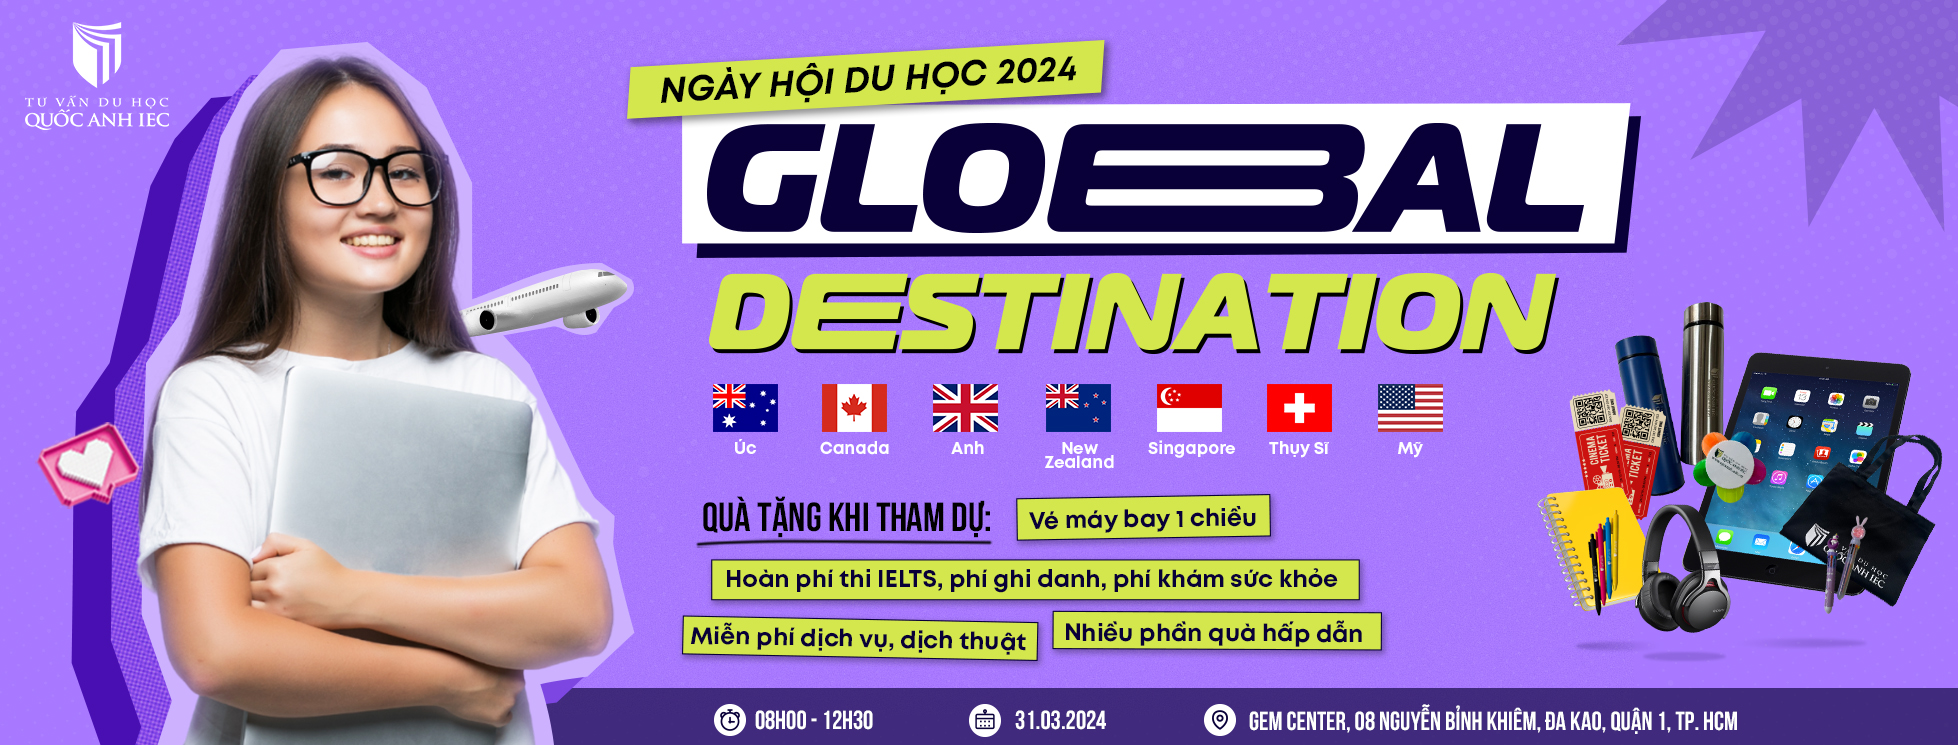 TƯ VẤN DU HỌC
QUỐC ANH IEC
NGÀY HỘI DU HỌC 2024
GLOBAL
DESTINATION
Úc
Canada
Anh
New Zealand
Singapore
Thụy Sĩ
Mỹ
QUÀ TẶNG KHI THAM DỰ:
Vé máy bay 1 chiều
Hoàn phí thi IELTS, phí ghi danh, phí khám sức khỏe
Miễn phí dịch vụ, dịch thuật
Nhiều phần quà hấp dẫn
CINEMA TICKET
TICKET
08H00 - 12H30
31.03.2024
GEM CENTER, 08 NGUYỄN BỈNH KHIÊM, ĐA KAO, QUẬN 1, TP. HCM